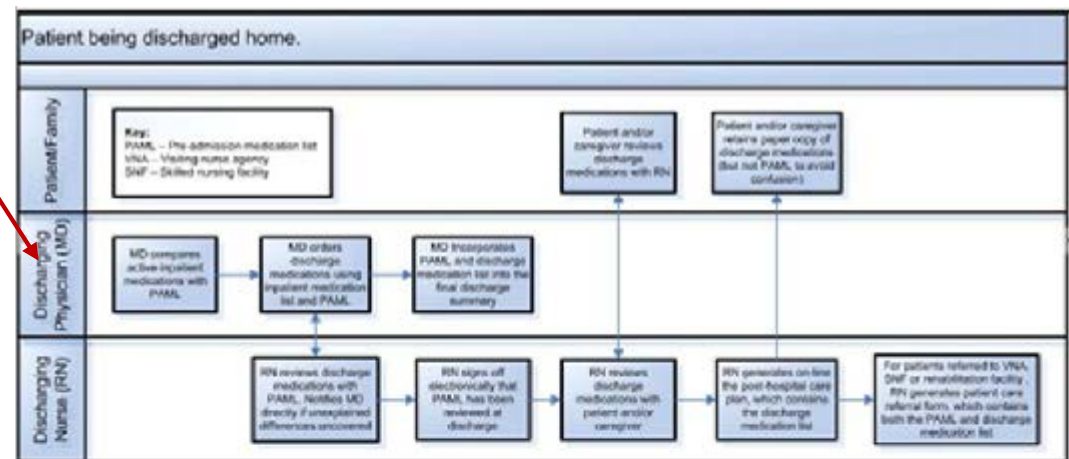 Patient being discharged home.
Patient/Family
Key:
PAML – Pre-admission medication list
VNA – Visiting nurse agency
SNF – Skilled nursing facility
Patient and/or
caregiver reviews
discharge
medications with RN
Patient and/or caregiver
retains paper copy of
discharge medications
(but not PAML to avoid
confusion)
Discharging
Physician (MD)
MD compares
active inpatient
medications with
PAML
MD orders
discharge
medications using
inpatient medication
list and PAML
MD Incorporates
PAML and discharge
medication list into the
final discharge
summary
Discharging
Nurse (RN)
RN reviews discharge
medications with
PAML. Notifies MD
directly if unexplained
differences uncovered
RN signs off
electronically that
PAML has been
reviewed at
discharge
RN reviews
discharge
medications with
patient and/or
caregiver
RN generates on-line
the post-hospital care
plan, which contains
the discharge
medication list
For patients referred to VNA,
SNF or rehabilitation facility,
RN generates patient care
referral form, which contains
both the PAML and discharge
medication list